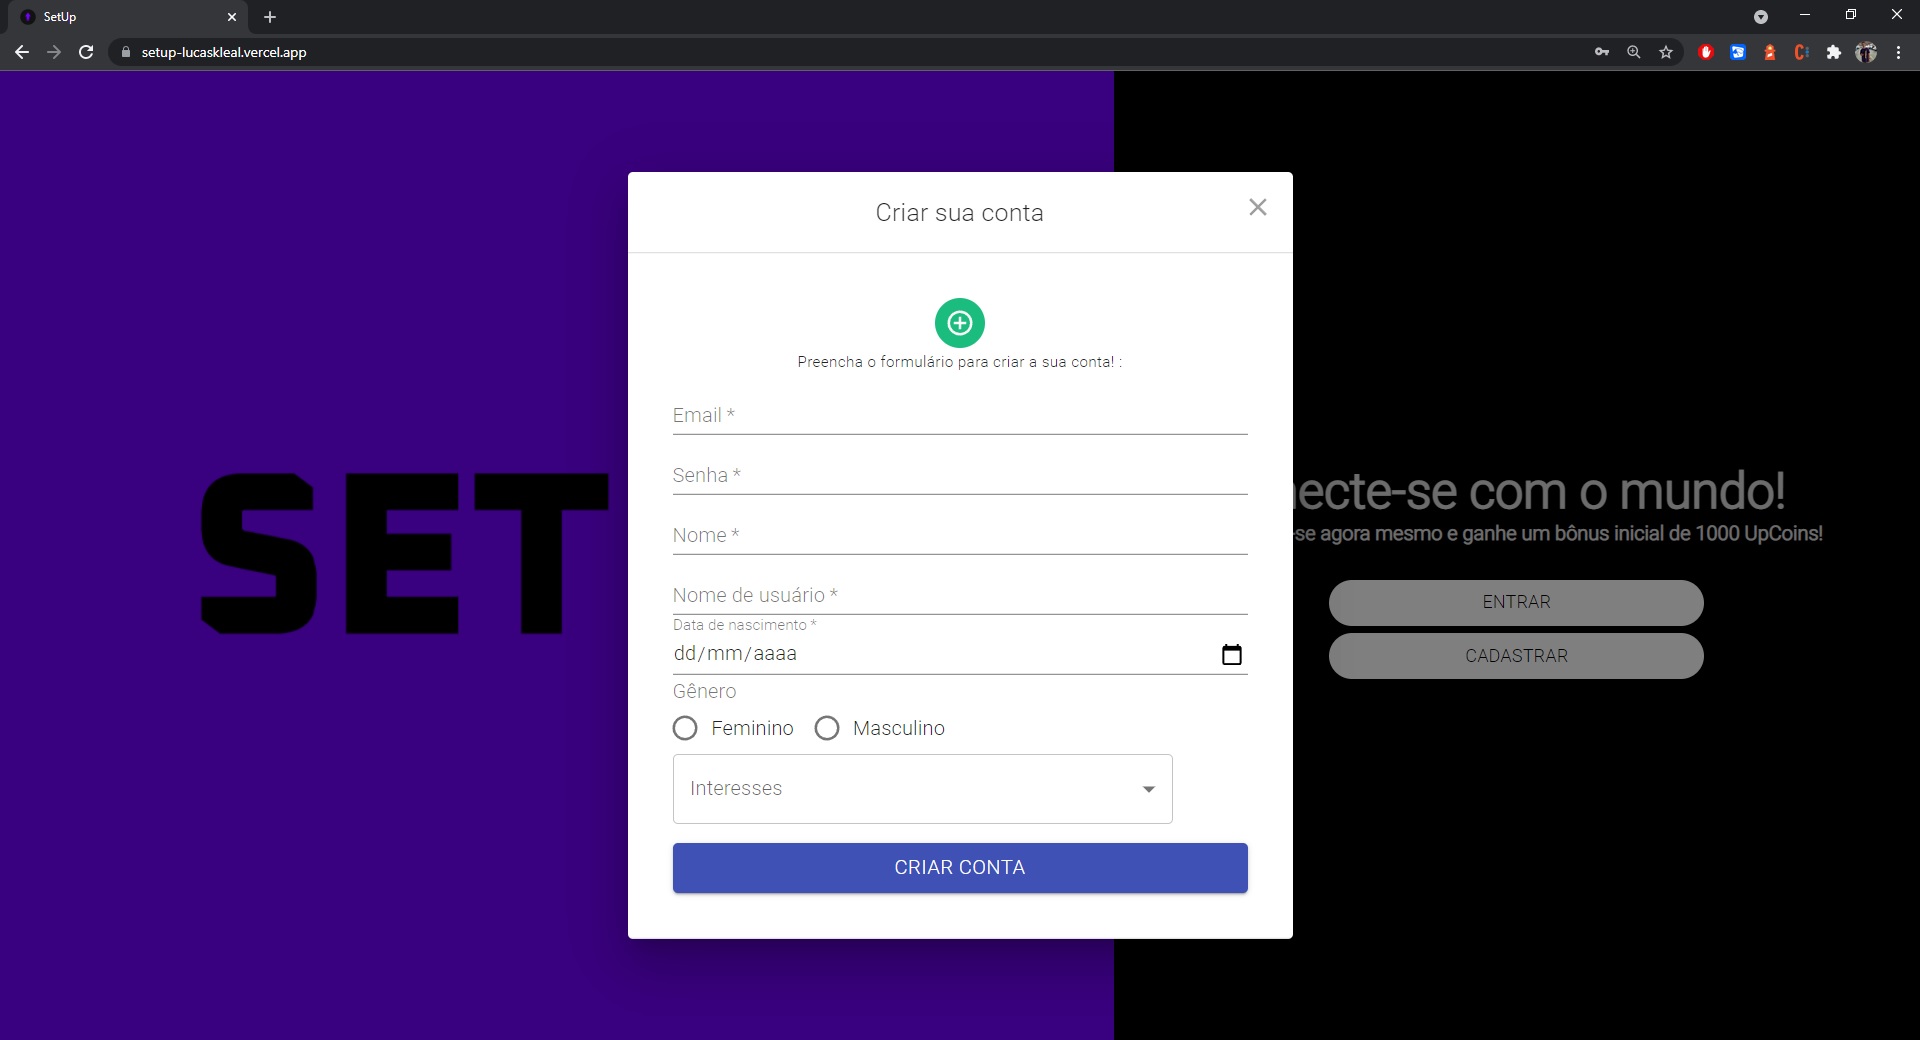 SetUp
setup-lucaskleal.vercel.app
Criar sua conta
Preencha o formulário para criar a sua conta! :
Email *
Senha *
Nome *
Nome de usuário *
Data de nascimento *
dd/mm/aaaa
Gênero
Feminino
Masculino
Interesses
CRIAR CONTA
SET
necte-se com o mundo!
-se agora mesmo e ganhe um bônus inicial de 1000 UpCoins!
ENTRAR
CADASTRAR